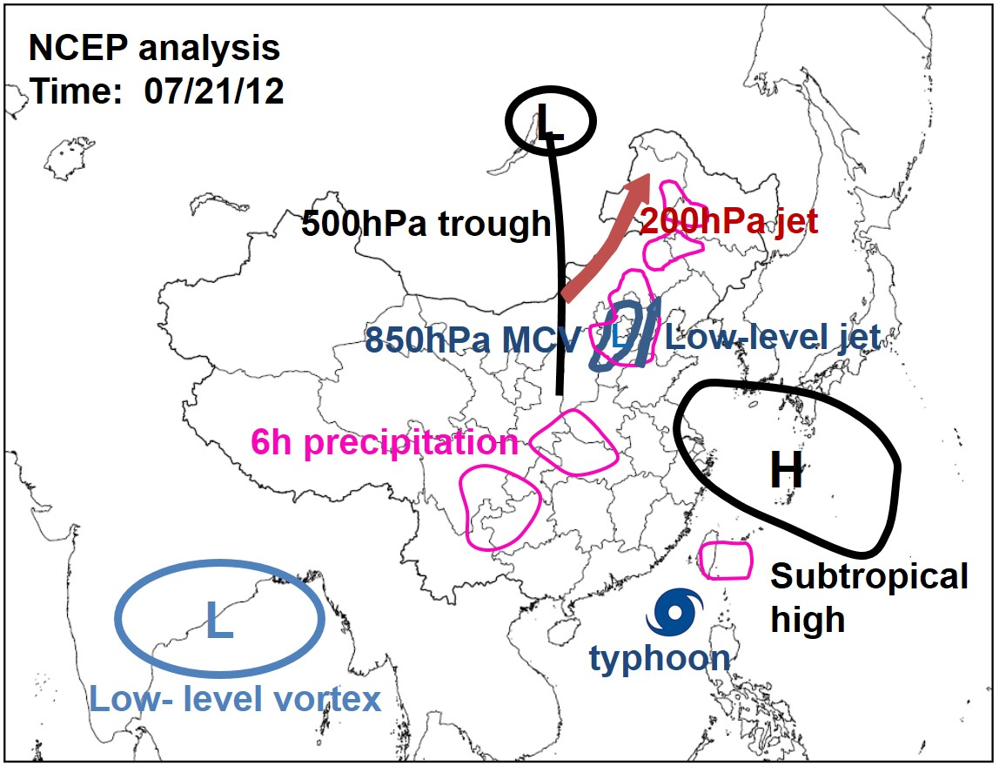 NCEP analysis
Time: 07/21/12
L
500hPa trough
200hPa jet
850hPa MCV
L
Low-level jet
6h precipitation
H
Subtropical
high
L
typhoon
Low- level vortex